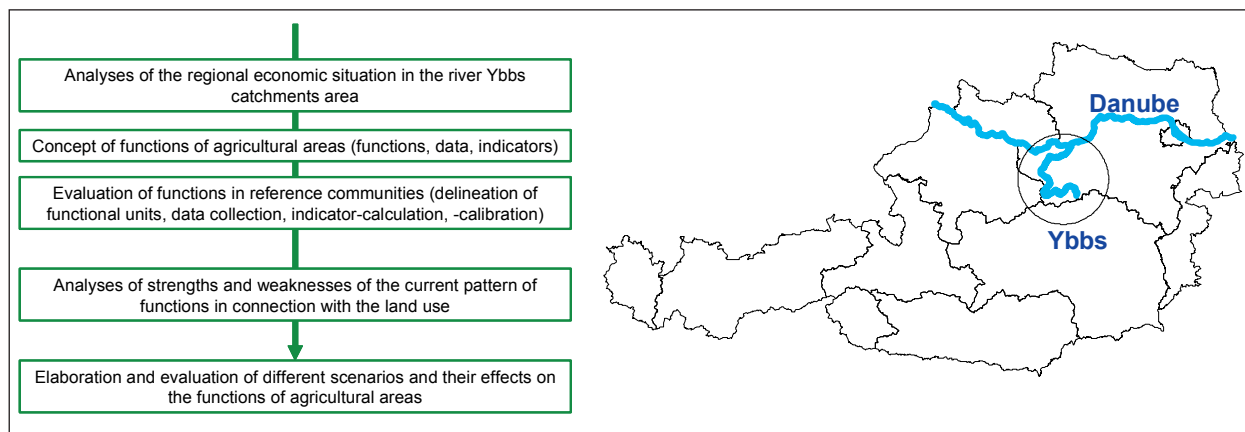 Analyses of the regional economic situation in the river Ybbs
catchments area
Concept of functions of agricultural areas (functions, data, indicators)
Evaluation of functions in reference communities (delineation of
functional units, data collection, indicator-calculation, -calibration)
Analyses of strengths and weaknesses of the current pattern of
functions in connection with the land use
Elaboration and evaluation of different scenarios and their effects on
the functions of agricultural areas
Danube
Ybbs